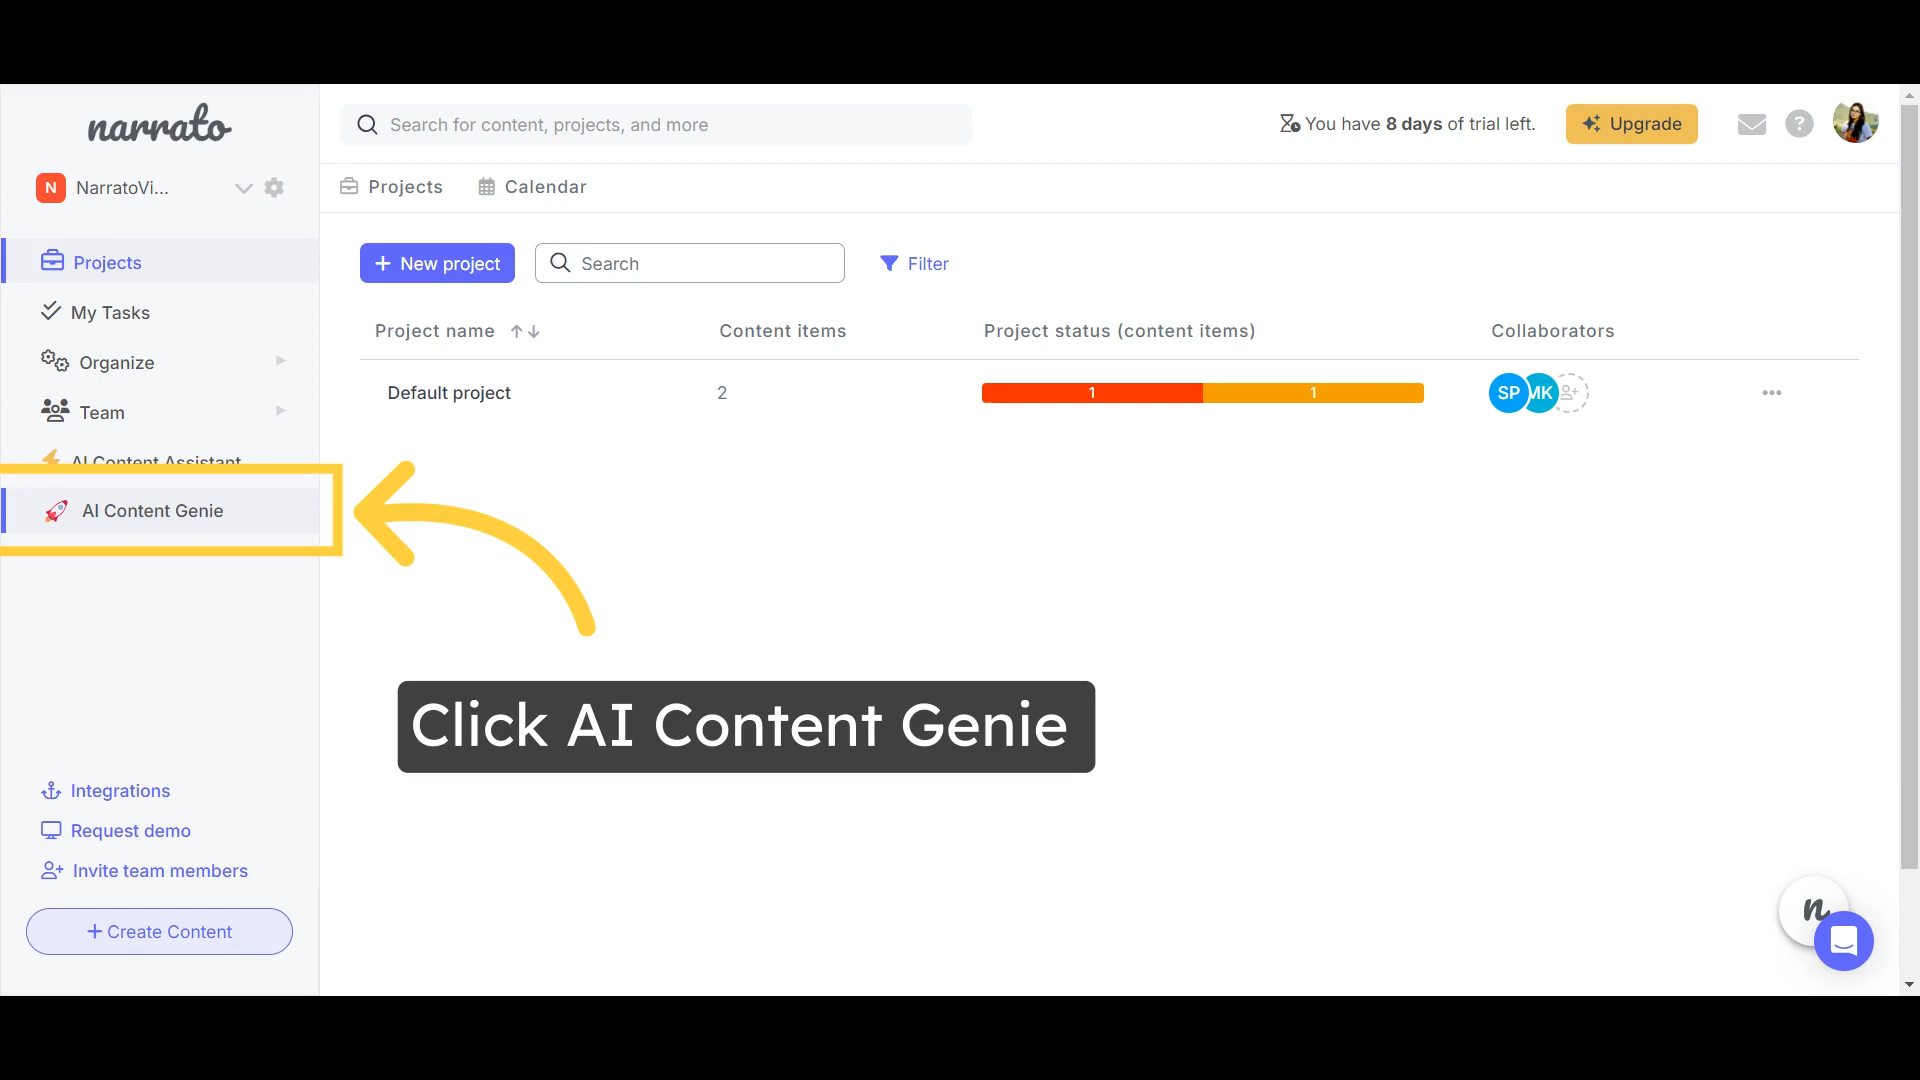 narrato
Search for content, projects, and more
You have 8 days of trial left.
Upgrade
?
N NarratoVi...
Projects
Calendar
Projects
My Tasks
Organize
Team
AI Content Assistant
AI Content Genie
+ New project
Search
Filter
Project name
Content items
Project status (content items)
Collaborators
Default project
2
1
1
SP
MK
Click AI Content Genie
Integrations
Request demo
Invite team members
+ Create Content
n